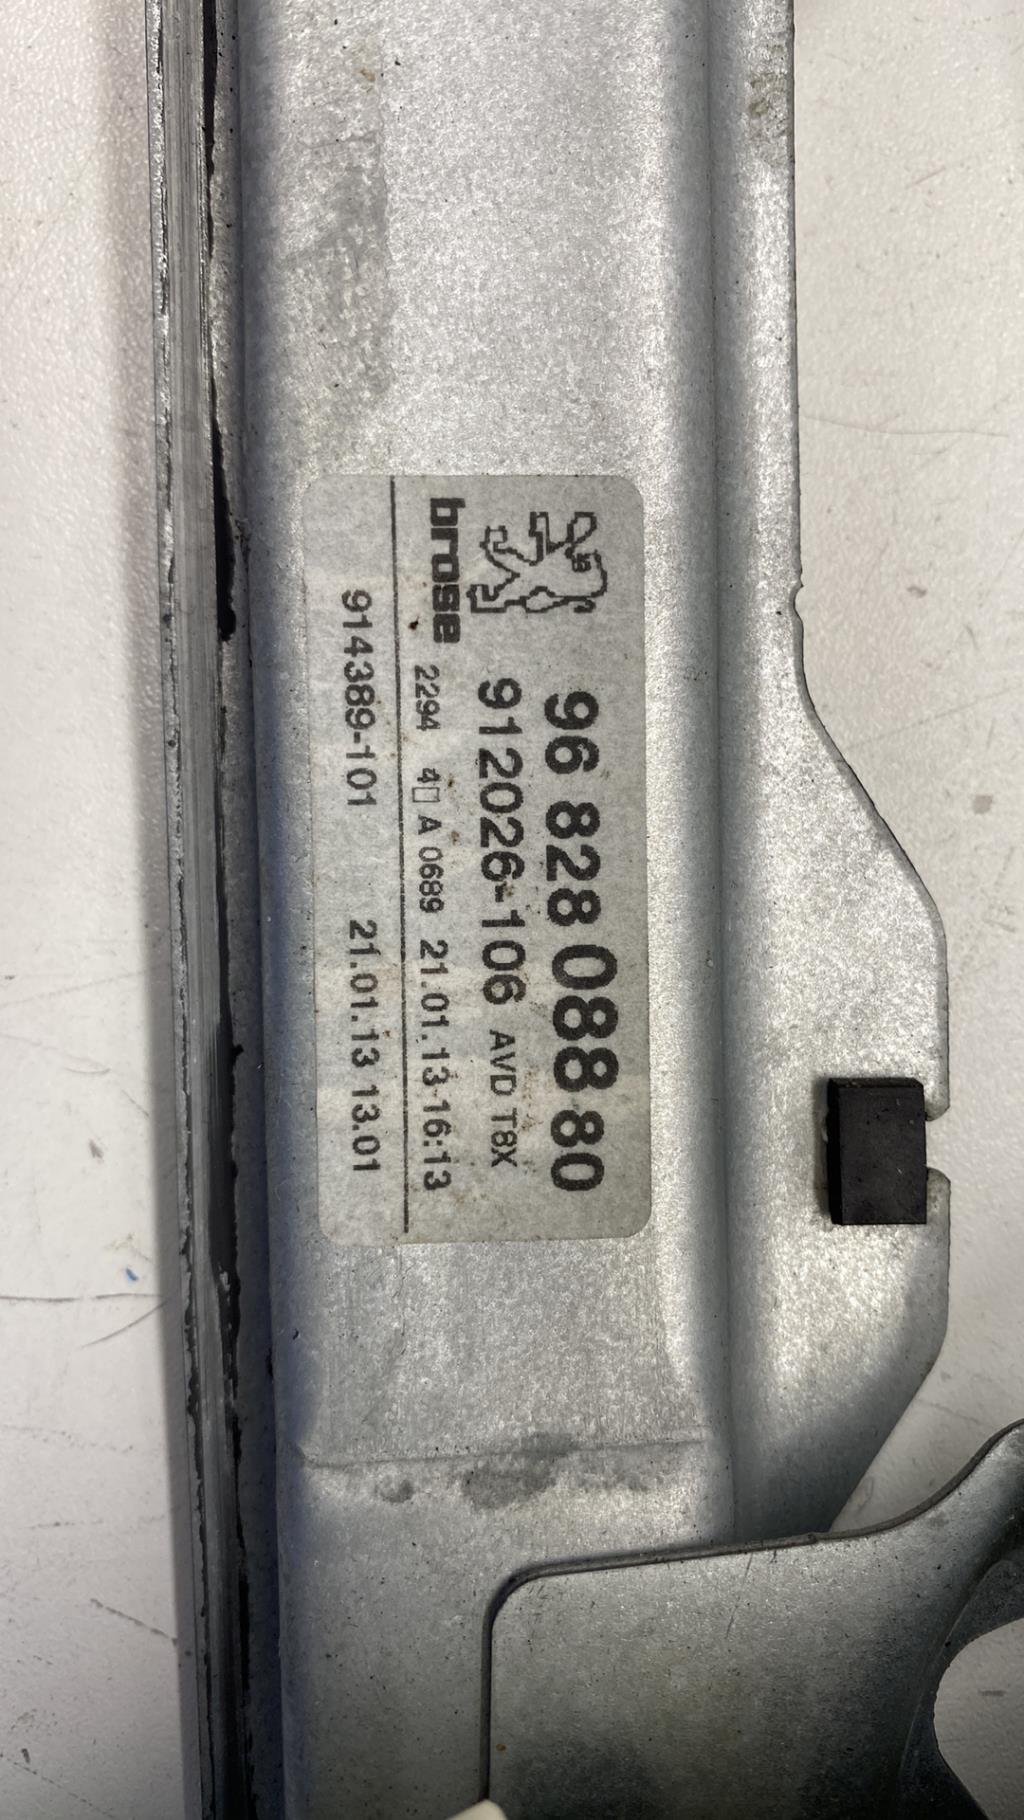 96 828 088 80
912026-106 AVD T8X
brose 2294 4□ A 0689 21.01.13-16:13
914389-101 21.01.13 13.01